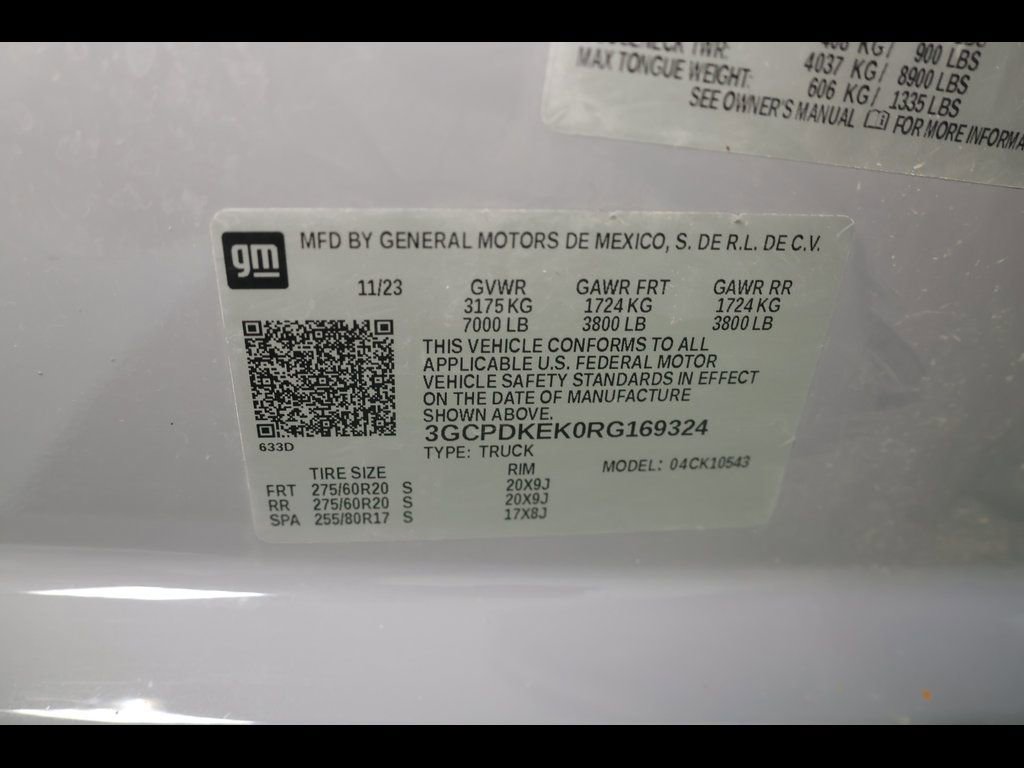 TWR:
KG/ 900 LBS
4037 KG/ 8900 LBS
MAX TONGUE WEIGHT: 606 KG/ 1335 LBS
SEE OWNER'S MANUAL FOR MORE
gm
MFD BY GENERAL MOTORS DE MEXICO, S. DE R.L. DE C.V.
11/23 GVWR GAWR FRT GAWR RR
3175 KG 1724 KG 1724 KG
7000 LB 3800 LB 3800 LB
THIS VEHICLE CONFORMS TO ALL
APPLICABLE U.S. FEDERAL MOTOR
VEHICLE SAFETY STANDARDS IN EFFECT
ON THE DATE OF MANUFACTURE
SHOWN ABOVE.
3GCPDKEK0RG169324
633D
TYPE: TRUCK
MODEL: 04CK10543
TIRE SIZE RIM
FRT 275/60R20 S 20X9J
RR 275/60R20 S 20X9J
SPA 255/80R17 S 17X8J